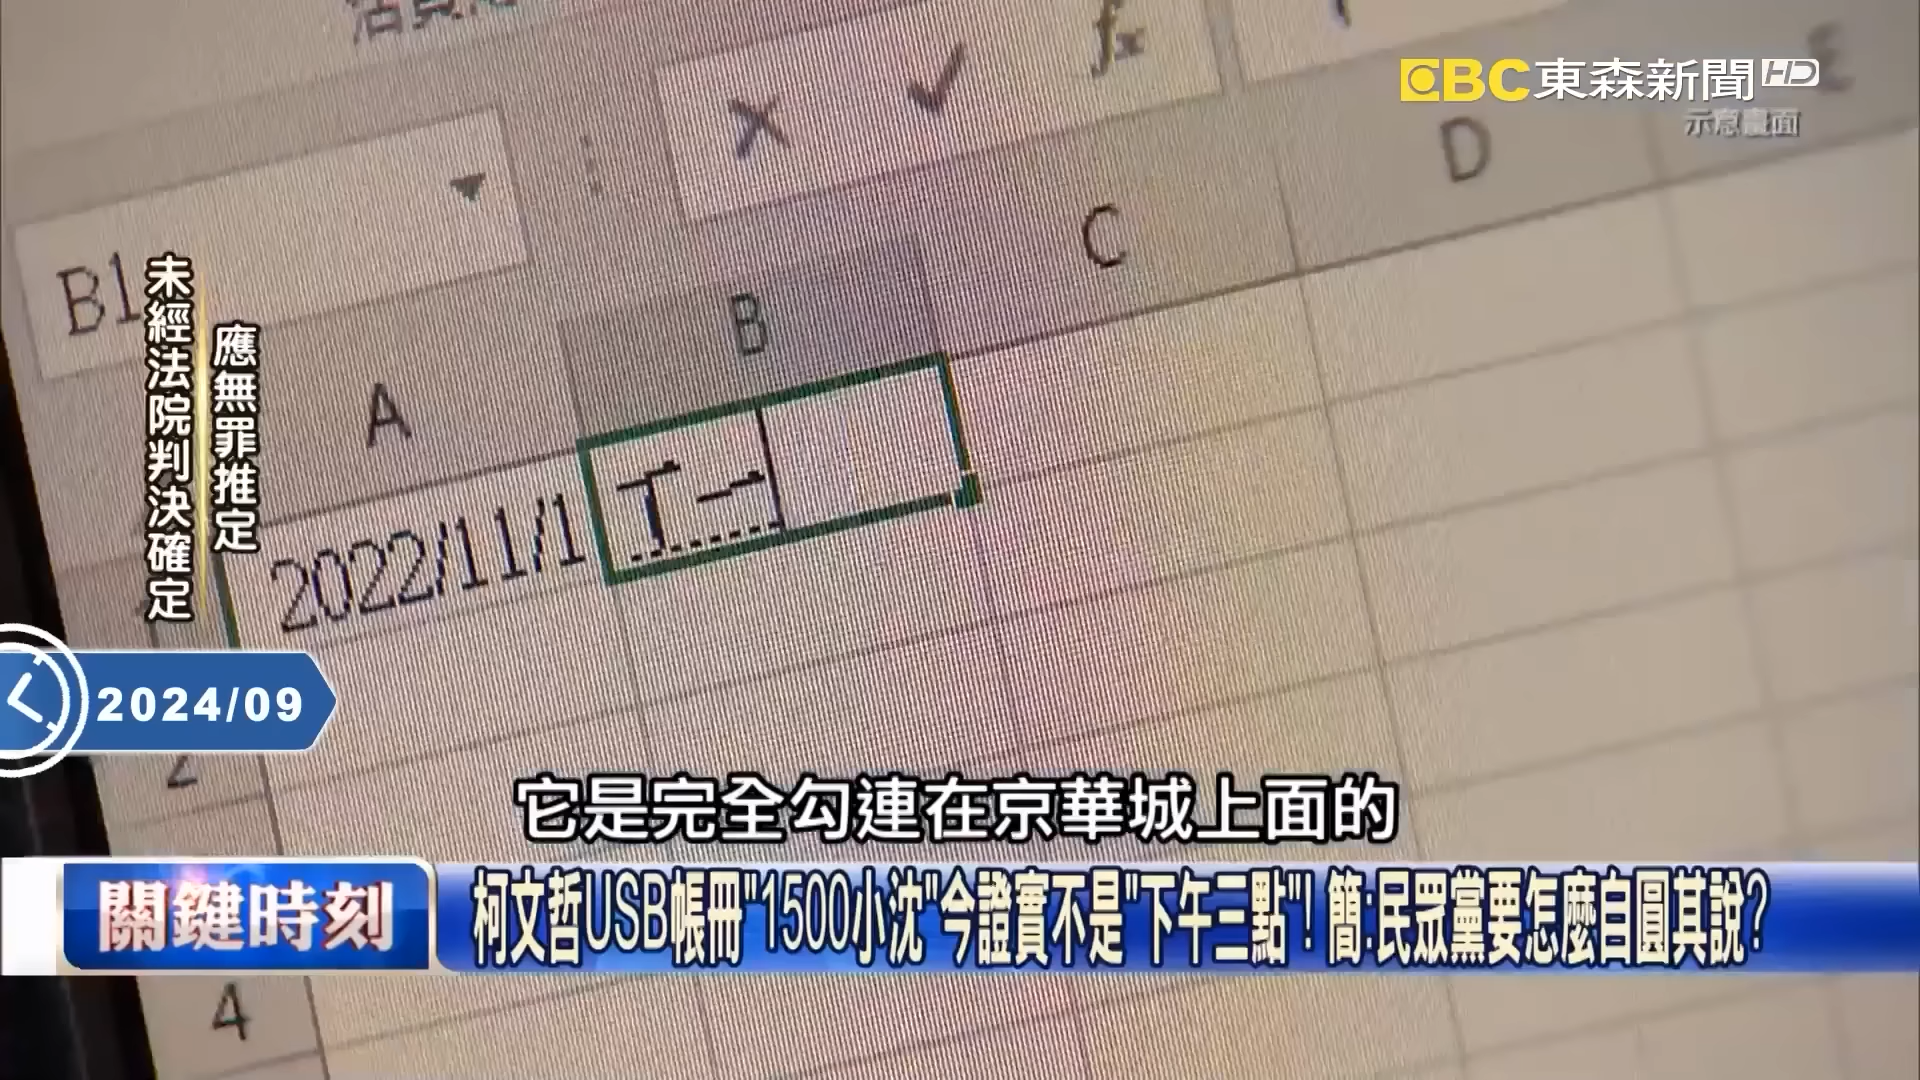 fx
EBC東森新聞HD
示意畫面
B1
A
B
C
D
E
2022/11/1
未經法院判決確定
應無罪推定
2024/09
2
它是完全勾連在京華城上面的
關鍵時刻
柯文哲USB帳冊"1500小沈"今證實不是"下午三點"! 簡:民眾黨要怎麼自圓其說?
4